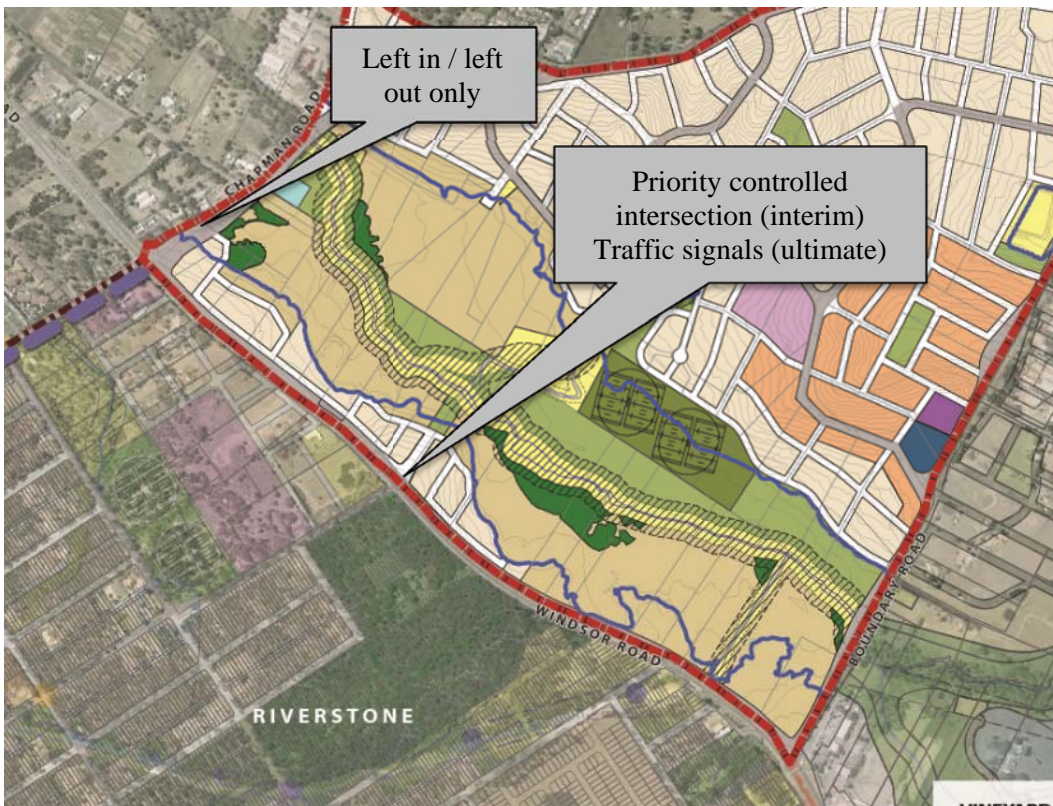 Left in / left
out only
CHAPMAN ROAD
Priority controlled
intersection (interim)
Traffic signals (ultimate)
WINDSOR ROAD
BOUNDARY ROAD
RIVERSTONE